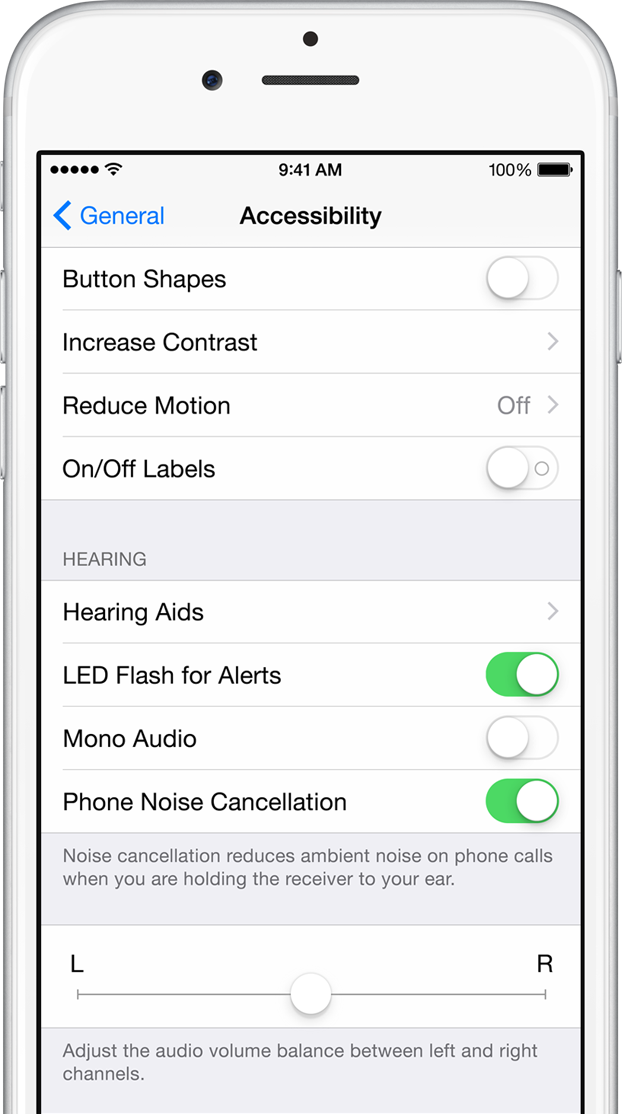 9:41 AM 100%
General Accessibility
Button Shapes
Increase Contrast
Reduce Motion Off
On/Off Labels
HEARING
Hearing Aids
LED Flash for Alerts
Mono Audio
Phone Noise Cancellation
Noise cancellation reduces ambient noise on phone calls
when you are holding the receiver to your ear.
L R
Adjust the audio volume balance between left and right
channels.